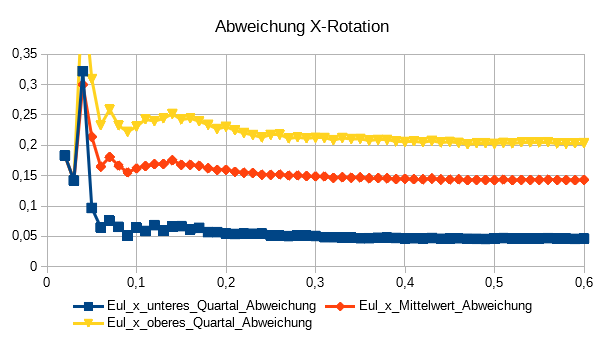 Abweichung X-Rotation
0,35
0,3
0,25
0,2
0,15
0,1
0,05
0
0 0,1 0,2 0,3 0,4 0,5 0,6
Eul_x_unteres_Quartal_Abweichung Eul_x_Mittelwert_Abweichung
Eul_x_oberes_Quartal_Abweichung